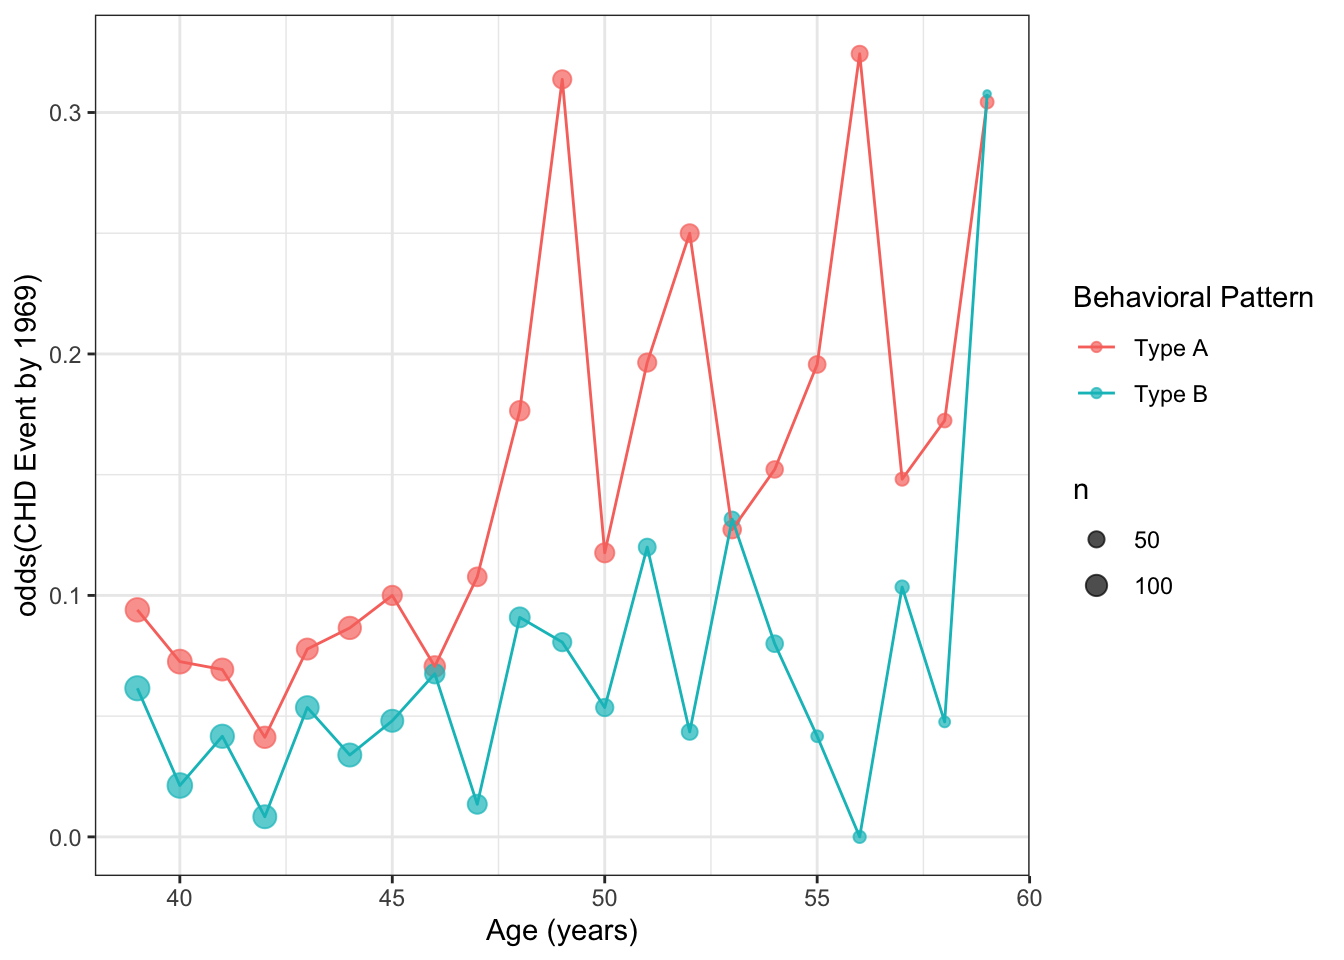 odds(CHD Event by 1969)
0.3
0.2
0.1
0.0
40 45 50 55 60
Age (years)
Behavioral Pattern
Type A
Type B
n
50
100